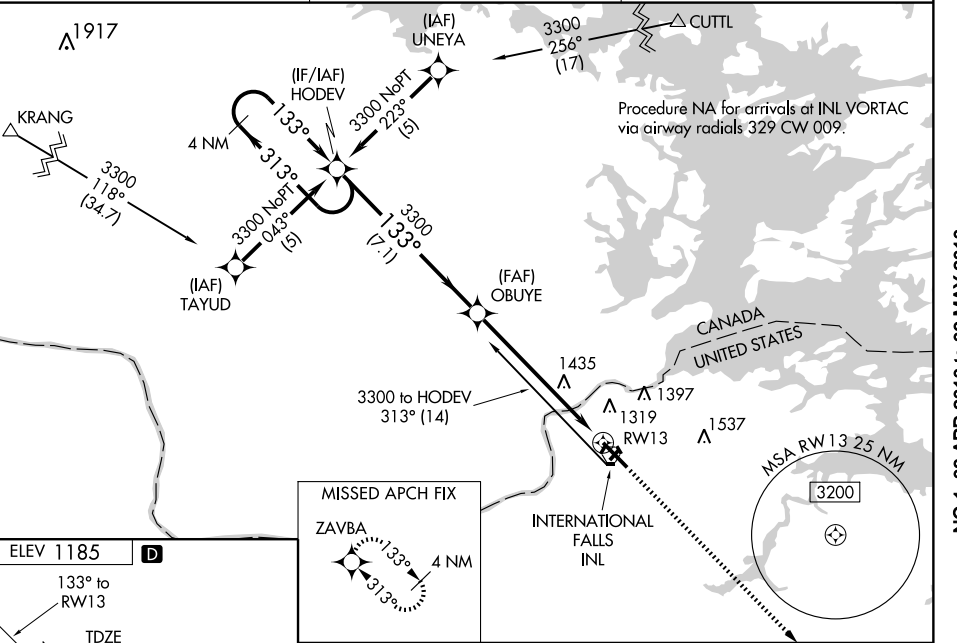 1917
(IAF)
UNEYA
3300
256°
(17)
CUTTL
(IF/IAF)
HODEV
3300 NoPT
223°
(5)
Procedure NA for arrivals at INL VORTAC
via airway radials 329 CW 009.
KRANG
4 NM
133°
313°
3300
118°
(34.7)
3300 NoPT
043°
(5)
3300
133°
(7.1)
(IAF)
TAYUD
(FAF)
OBUYE
CANADA
UNITED STATES
1435
3300 to HODEV
313° (14)
1397
1319
RW13
1537
MSA RW13 25 NM
3200
MISSED APCH FIX
ZAVBA
133°
313°
4 NM
INTERNATIONAL
FALLS
INL
ELEV 1185
D
133° to
RW13
TDZE